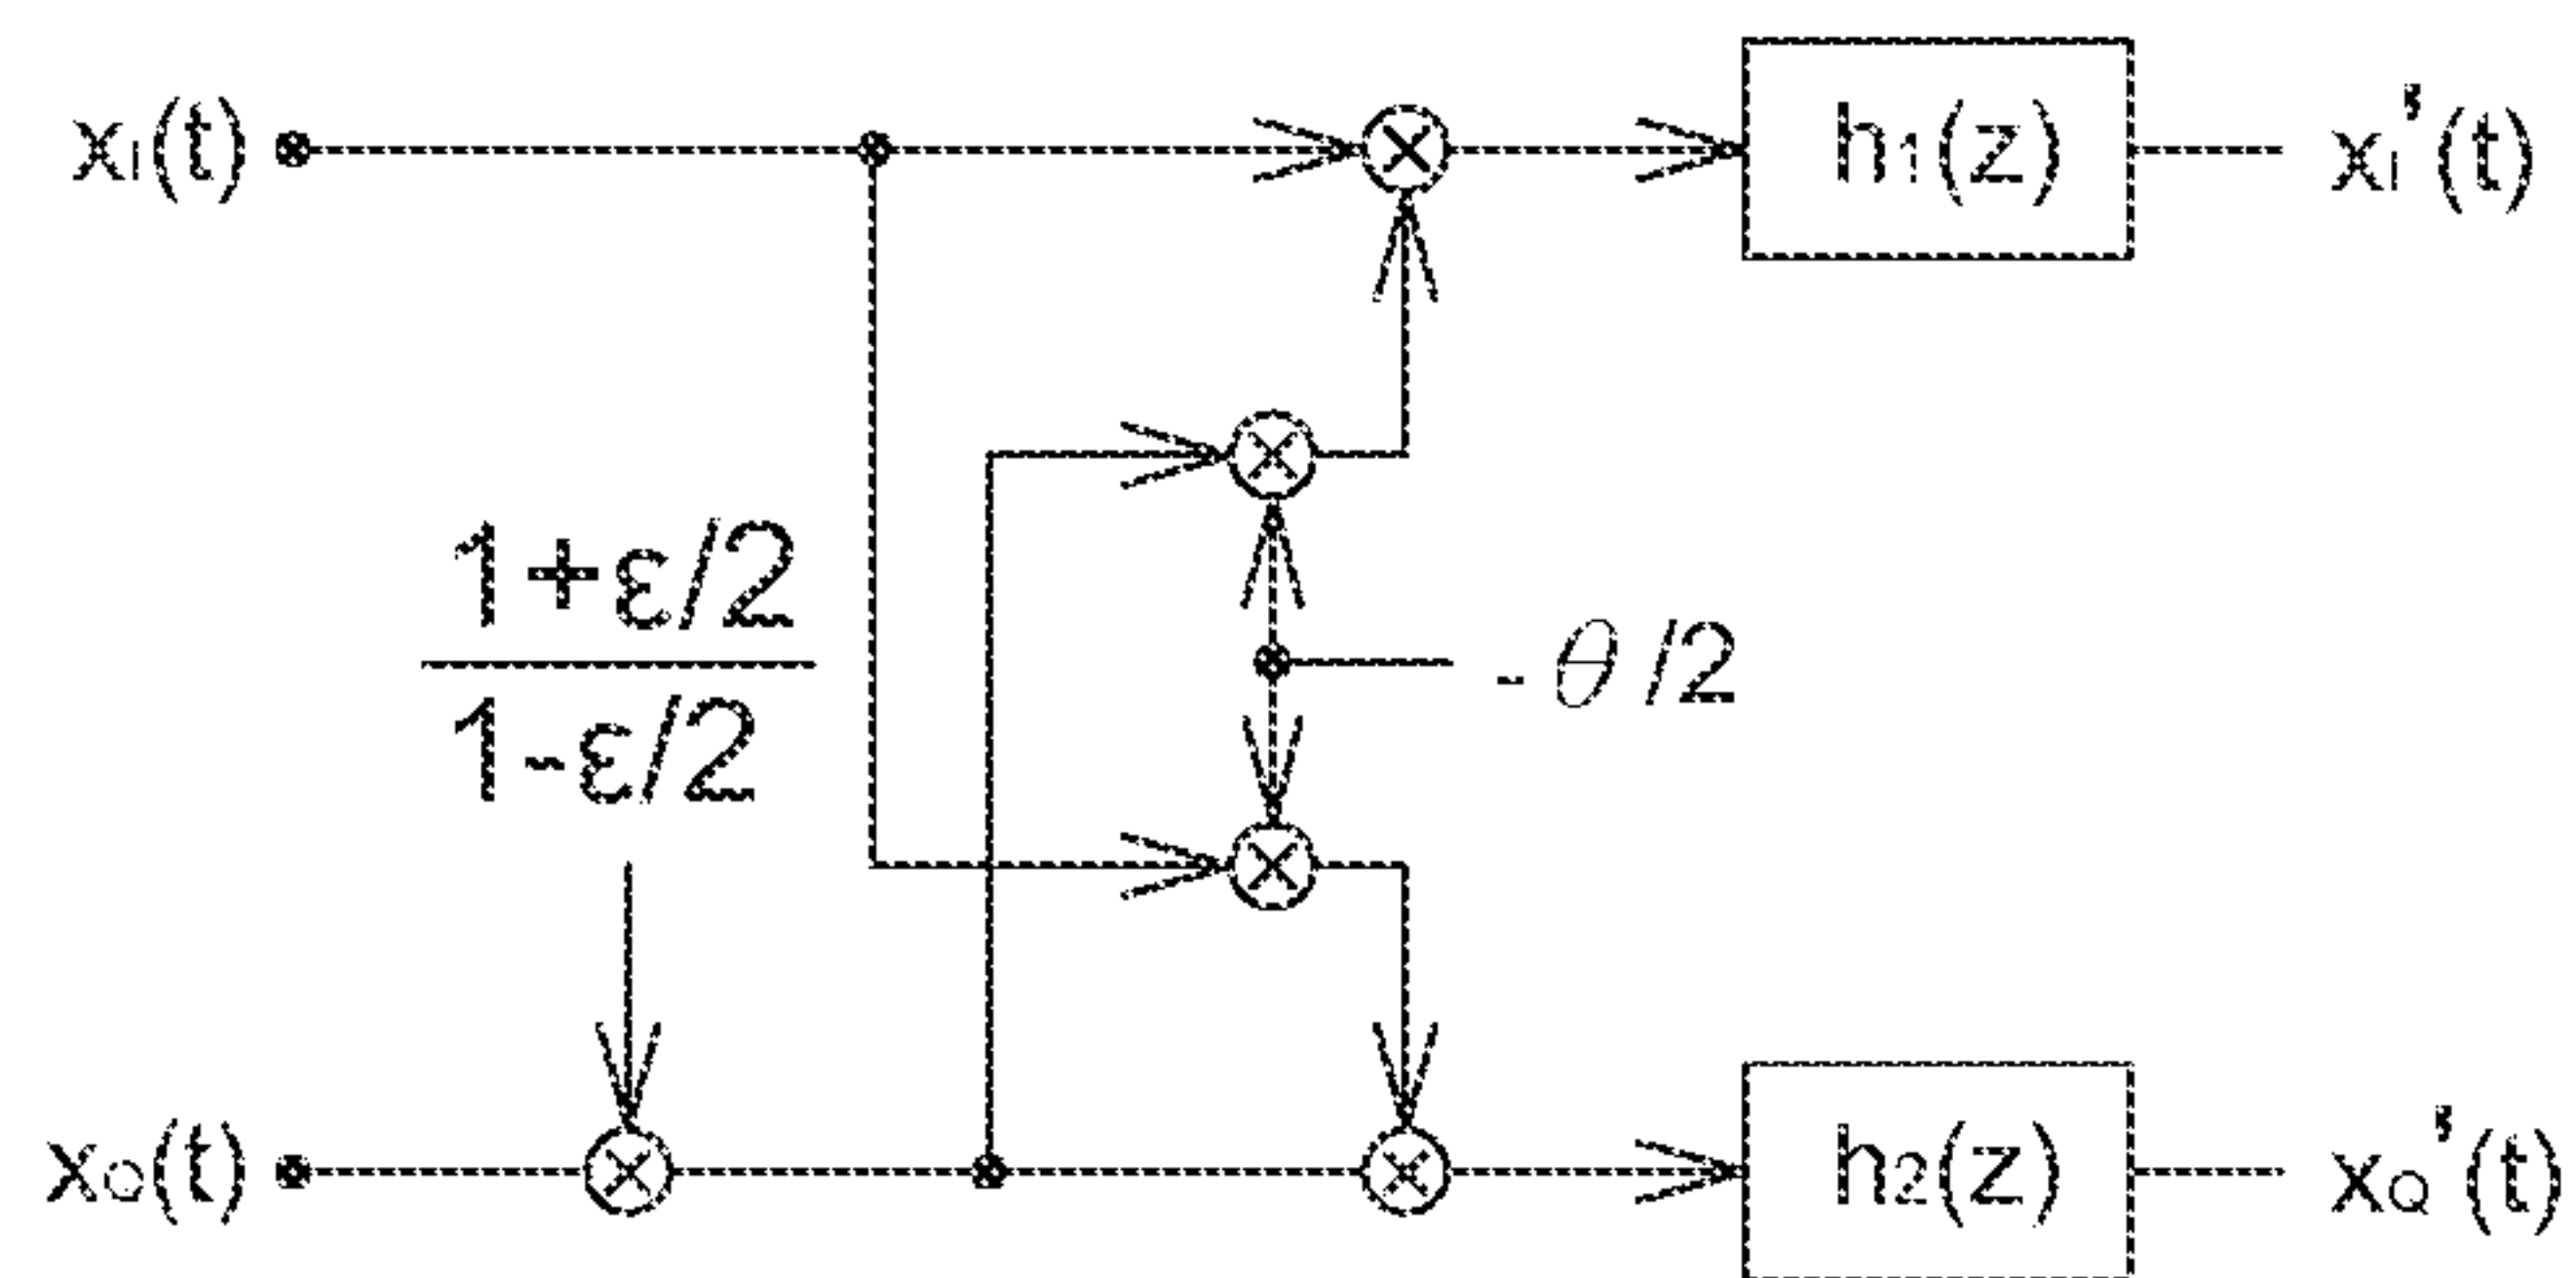 xI(t)
h1(z)
xI'(t)
1+ε/2
1-ε/2
-θ/2
xQ(t)
h2(z)
xQ'(t)